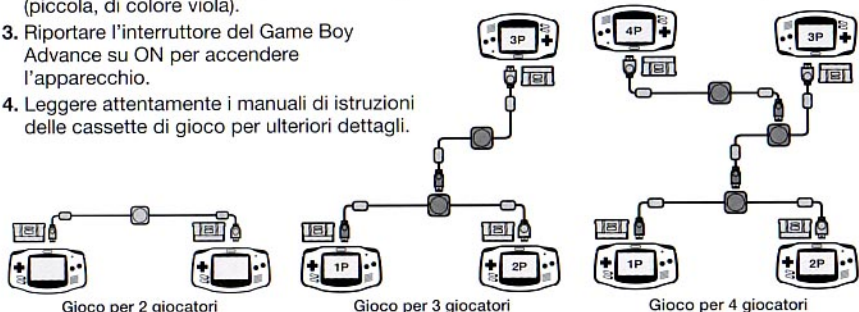 (piccola, di colore viola).
3. Riportare l'interruttore del Game Boy
Advance su ON per accendere
l'apparecchio.
4. Leggere attentamente i manuali di istruzioni
delle cassette di gioco per ulteriori dettagli.
Gioco per 2 giocatori
3P
1P
2P
Gioco per 3 giocatori
4P
3P
1P
2P
Gioco per 4 giocatori